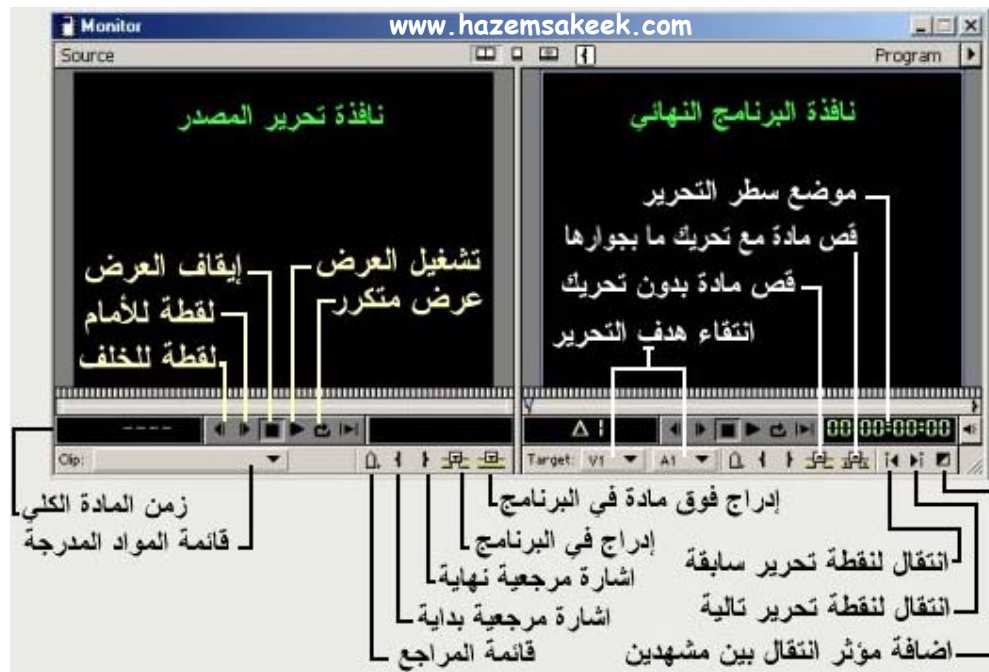 Monitor
www.hazemsakeek.com
Source
Program
نافذة تحرير المصدر
نافذة البرنامج النهائي
موضع سطر التحرير
قص مادة مع تحريك ما بجوارها
قص مادة بدون تحريك
انتقاء هدف التحرير
تشغيل العرض
إيقاف العرض
عرض متكرر
لقطة للأمام
لقطة للخلف
00:00:00:00
Clip:
Target: V1 A1
زمن المادة الكلي
قائمة المواد المدرجة
إدراج فوق مادة في البرنامج
إدراج في البرنامج
اشارة مرجعية نهاية
اشارة مرجعية بداية
قائمة المراجع
انتقال لنقطة تحرير سابقة
انتقال لنقطة تحرير تالية
اضافة مؤثر انتقال بين مشهدين